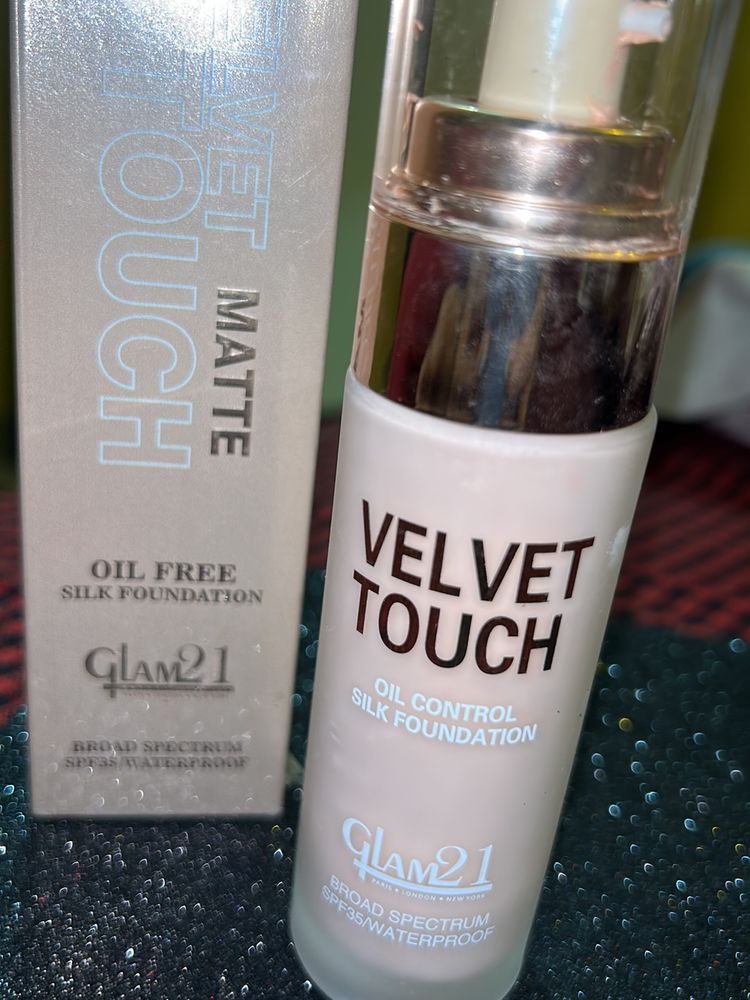 VELVET
TOUCH
MATTE
OIL FREE
SILK FOUNDATION
GLAM21
BROAD SPECTRUM
SPF35/WATERPROOF
VELVET
TOUCH
OIL CONTROL
SILK FOUNDATION
GLAM21
PARIS • LONDON • NEW YORK
BROAD SPECTRUM
SPF35/WATERPROOF